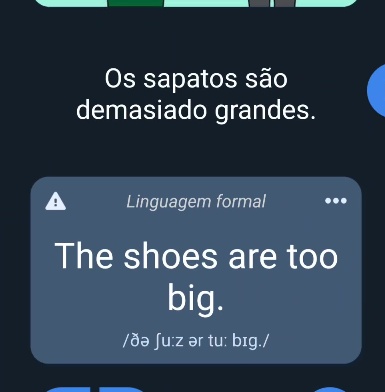 Os sapatos são
demasiado grandes.
Linguagem formal
The shoes are too
big.
/ðə ʃuːz ər tuː bɪg./